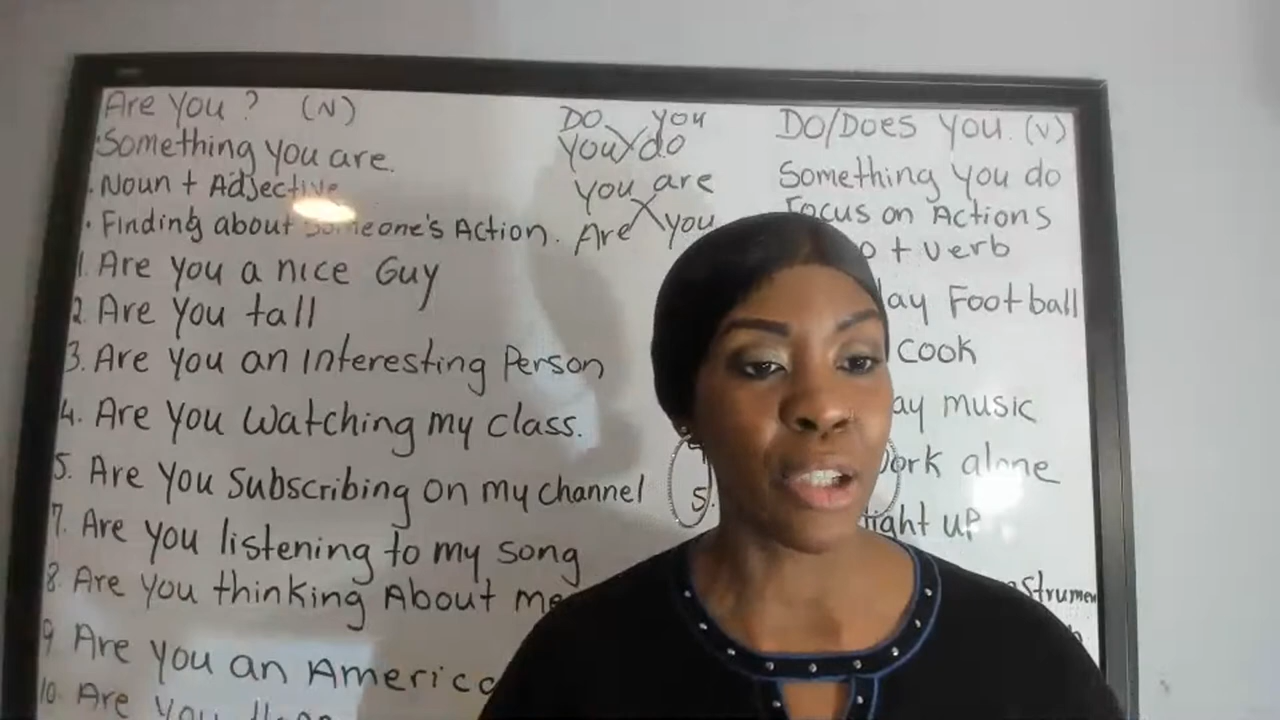 Are you ? (N)
Something you are.
. Noun + Adjective
. Finding about Someone's Action.
1. Are you a nice Guy
2. Are you tall
3. Are you an Interesting Person
4. Are you watching my class.
5. Are you Subscribing on my channel
7. Are you listening to my song
8. Are you thinking About me
9 Are you an
10. Are you
Do you
you do
you are
Are you
Do/Does you. (v)
Something you do
Focus on Actions
+ verb
Football
Cook
music
5.
alone
up